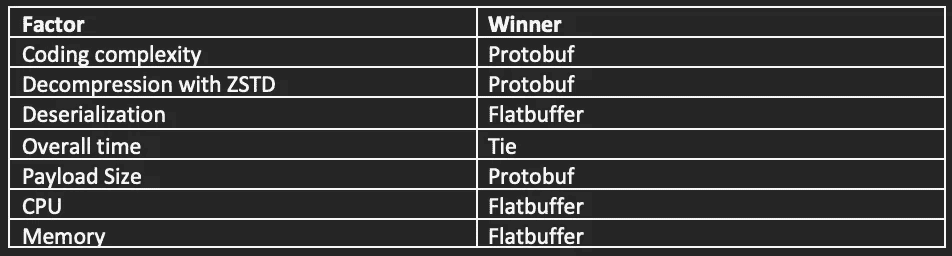 Factor Winner
Coding complexity Protobuf
Decompression with ZSTD Protobuf
Deserialization Flatbuffer
Overall time Tie
Payload Size Protobuf
CPU Flatbuffer
Memory Flatbuffer